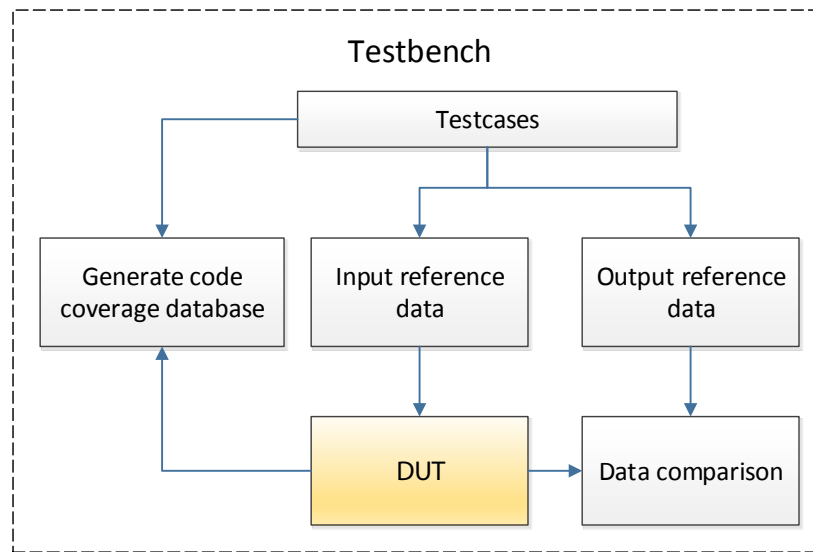 Testbench
Testcases
Generate code
coverage database
Input reference
data
Output reference
data
DUT
Data comparison